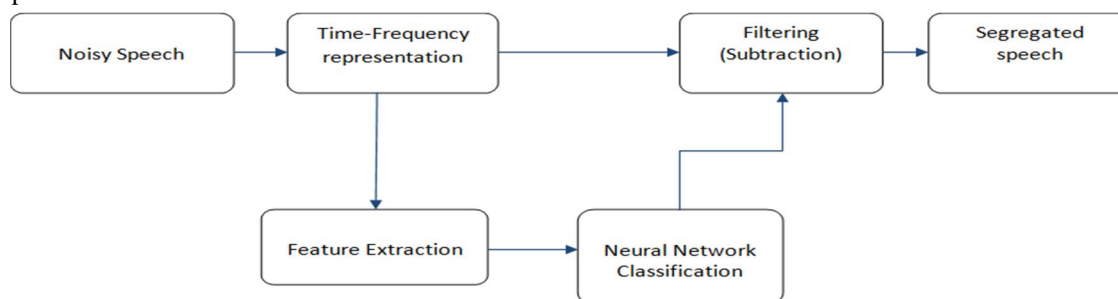 Noisy Speech
Time-Frequency
representation
Filtering
(Subtraction)
Segregated
speech
Feature Extraction
Neural Network
Classification